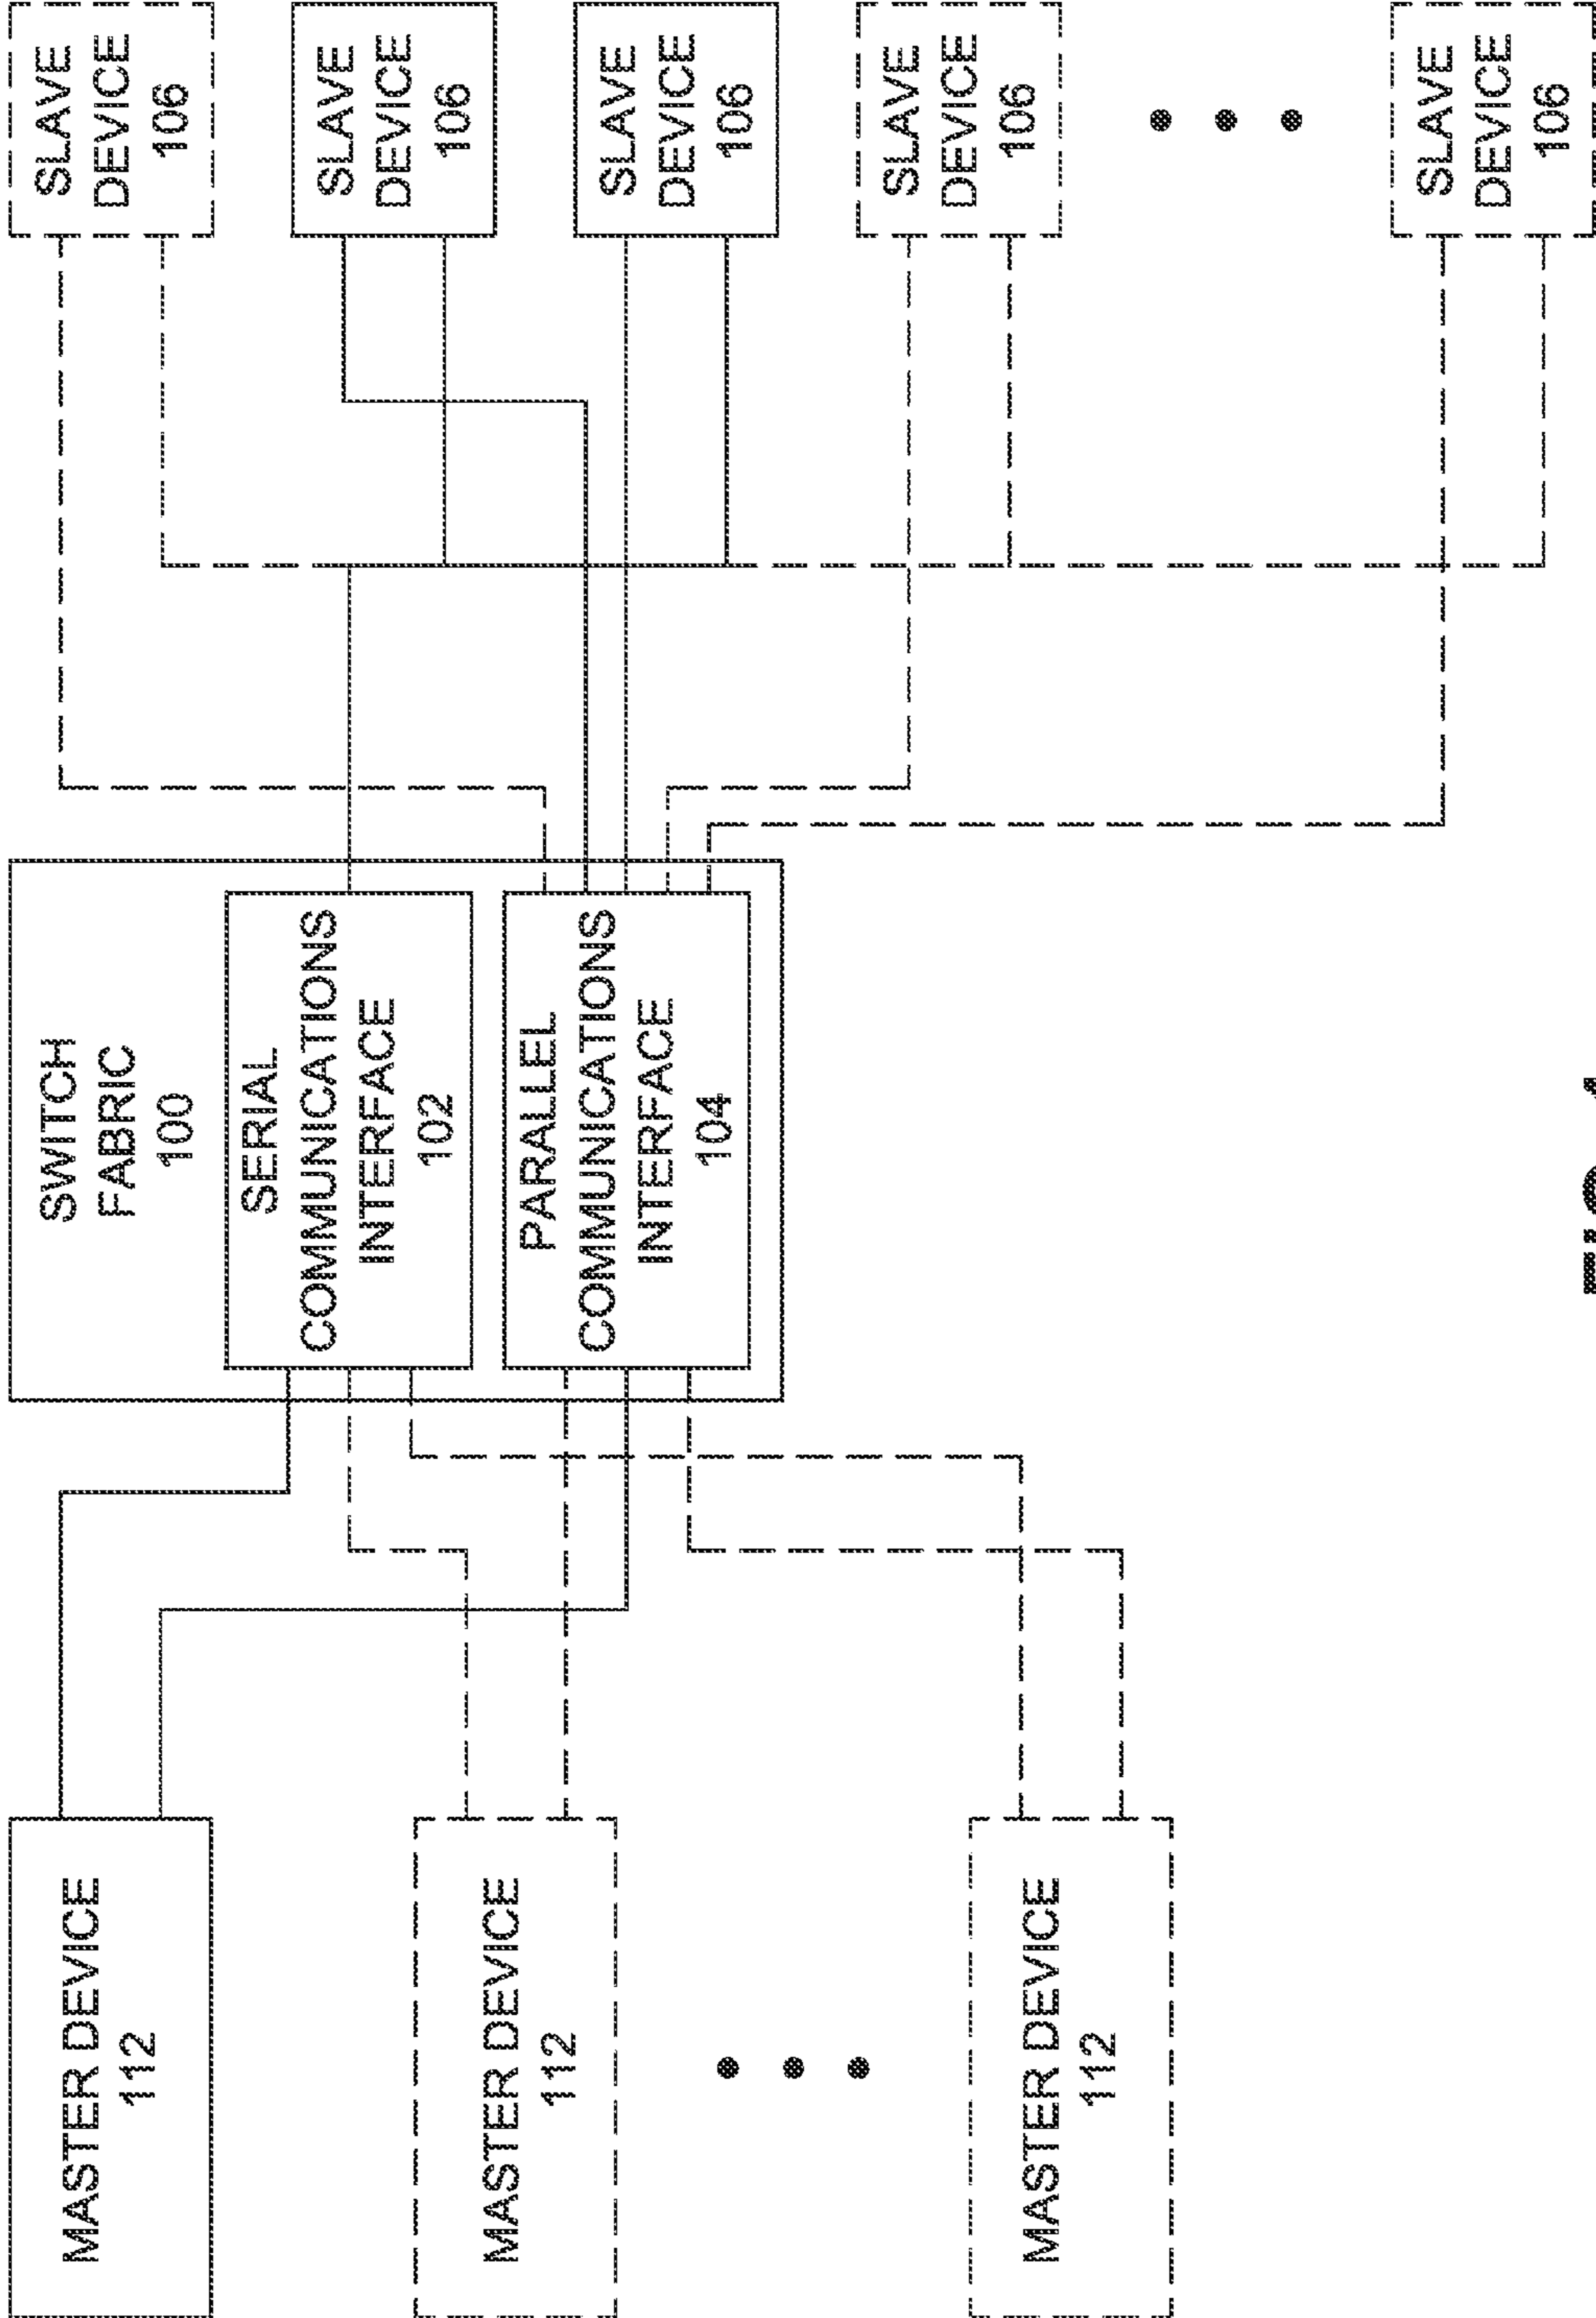 MASTER DEVICE
112
MASTER DEVICE
112
MASTER DEVICE
112
SWITCH
FABRIC
100
SERIAL
COMMUNICATIONS
INTERFACE
102
PARALLEL
COMMUNICATIONS
INTERFACE
104
SLAVE
DEVICE
106
SLAVE
DEVICE
106
SLAVE
DEVICE
106
SLAVE
DEVICE
106
SLAVE
DEVICE
106